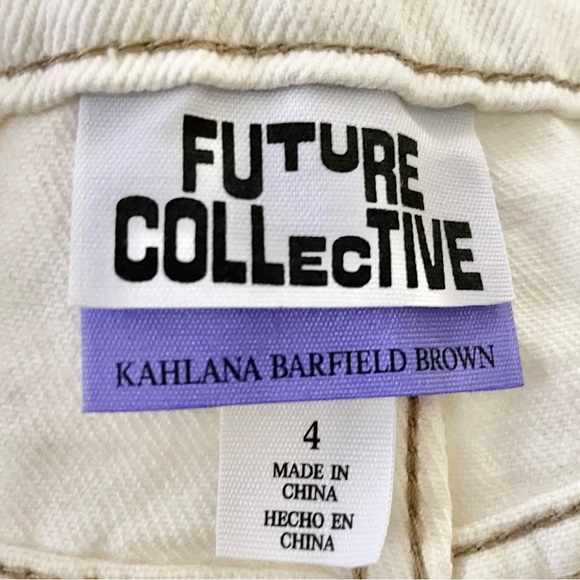 FUTURE
COLLECTIVE
KAHLANA BARFIELD BROWN
4
MADE IN
CHINA
HECHO EN
CHINA